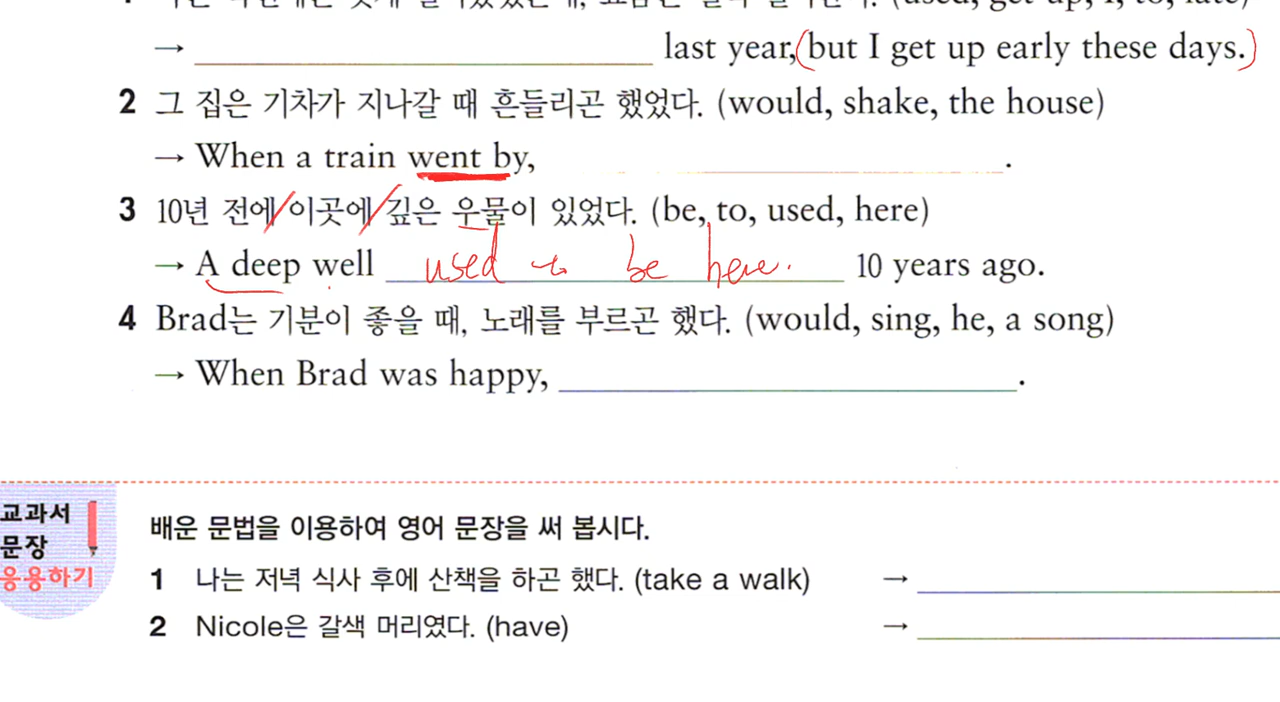 (used, get up, I, to, late)
→ last year, (but I get up early these days.)
2 그 집은 기차가 지나갈 때 흔들리곤 했었다. (would, shake, the house)
→ When a train went by, .
3 10년 전에/이곳에/깊은 우물이 있었다. (be, to, used, here)
→ A deep well used to be here. 10 years ago.
4 Brad는 기분이 좋을 때, 노래를 부르곤 했다. (would, sing, he, a song)
→ When Brad was happy, .
교과서
문장
응용하기
배운 문법을 이용하여 영어 문장을 써 봅시다.
1 나는 저녁 식사 후에 산책을 하곤 했다. (take a walk) →
2 Nicole은 갈색 머리였다. (have) →